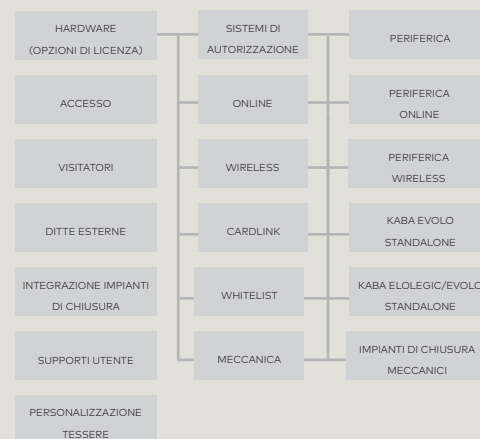 HARDWARE
(OPZIONI DI LICENZA)
ACCESSO
VISITATORI
DITTE ESTERNE
INTEGRAZIONE IMPIANTI
DI CHIUSURA
SUPPORTI UTENTE
PERSONALIZZAZIONE
TESSERE
SISTEMI DI
AUTORIZZAZIONE
ONLINE
WIRELESS
CARDLINK
WHITELIST
MECCANICA
PERIFERICA
PERIFERICA
ONLINE
PERIFERICA
WIRELESS
KABA EVOLO
STANDALONE
KABA ELOLEGIC/EVOLO
STANDALONE
IMPIANTI DI CHIUSURA
MECCANICI